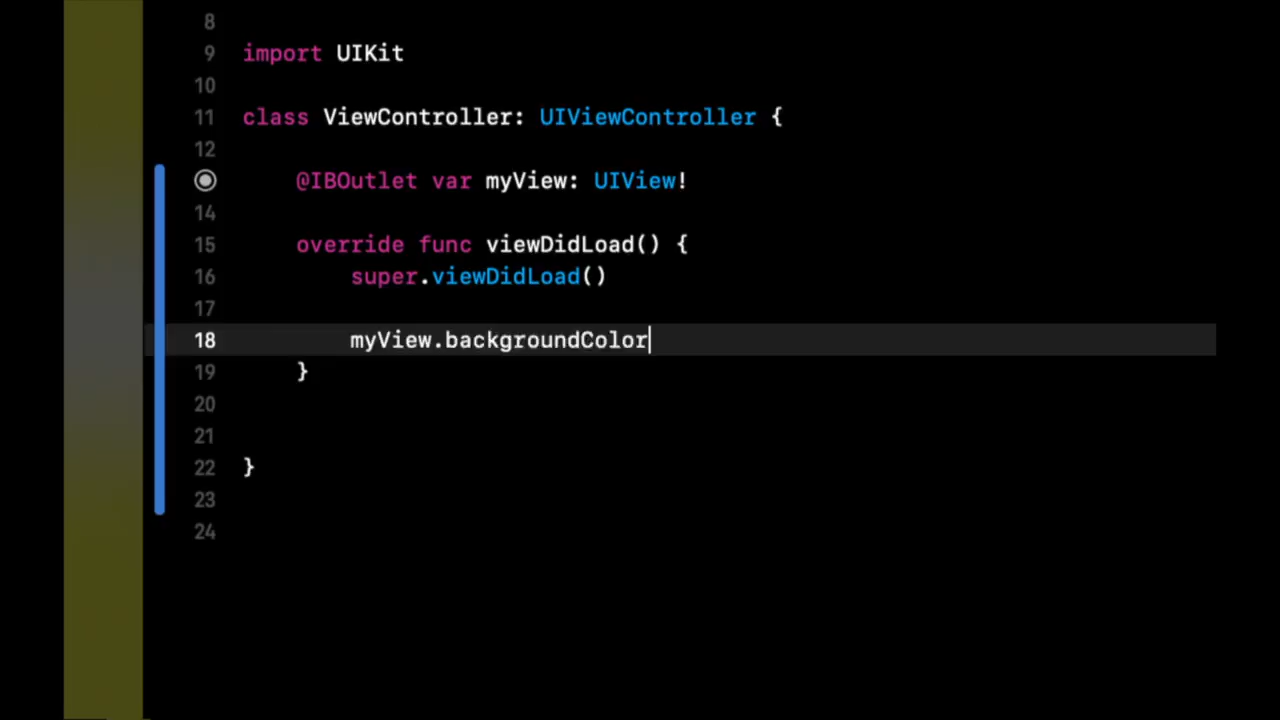 8
9 import UIKit
10
11 class ViewController: UIViewController {
12
@IBOutlet var myView: UIView!
14
15 override func viewDidLoad() {
16 super.viewDidLoad()
17
18 myView.backgroundColor
19 }
20
21
22 }
23
24